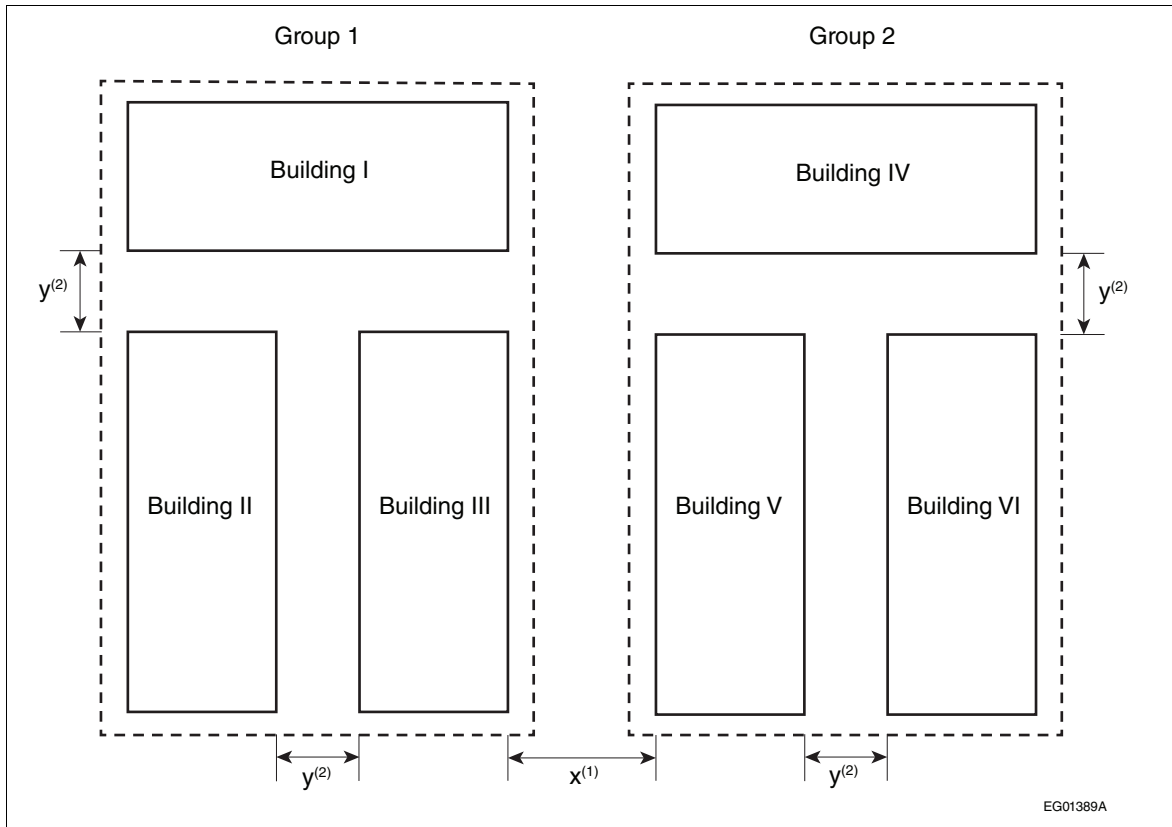 Group 1
Group 2
Building I
Building IV
y(2)
y(2)
Building II
Building III
Building V
Building VI
y(2)
x(1)
y(2)
EG01389A